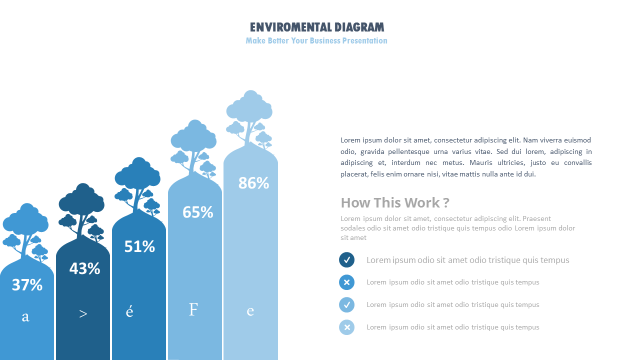 ENVIROMENTAL DIAGRAM
Make Better Your Business Presentation
86%
65%
51%
43%
37%
a
>
é
F
e
Lorem ipsum dolor sit amet, consectetur adipiscing elit. Nam viverra euismod
odio, gravida pellentesque urna varius vitae. Sed dui lorem, adipiscing in
adipiscing et, interdum nec metus. Mauris ultricies, justo eu convallis
placerat, felis enim ornare nisi, vitae mattis nulla ante id dui.
How This Work ?
Lorem ipsum dolor sit amet, consectetur adipiscing elit. Praesent
sodales odio sit amet odio tristique quis tempus odio Lorem ipsum dolor
sit amet
Lorem ipsum odio sit amet odio tristique quis tempus
Lorem ipsum odio sit amet odio tristique quis tempus
Lorem ipsum odio sit amet odio tristique quis tempus
Lorem ipsum odio sit amet odio tristique quis tempus